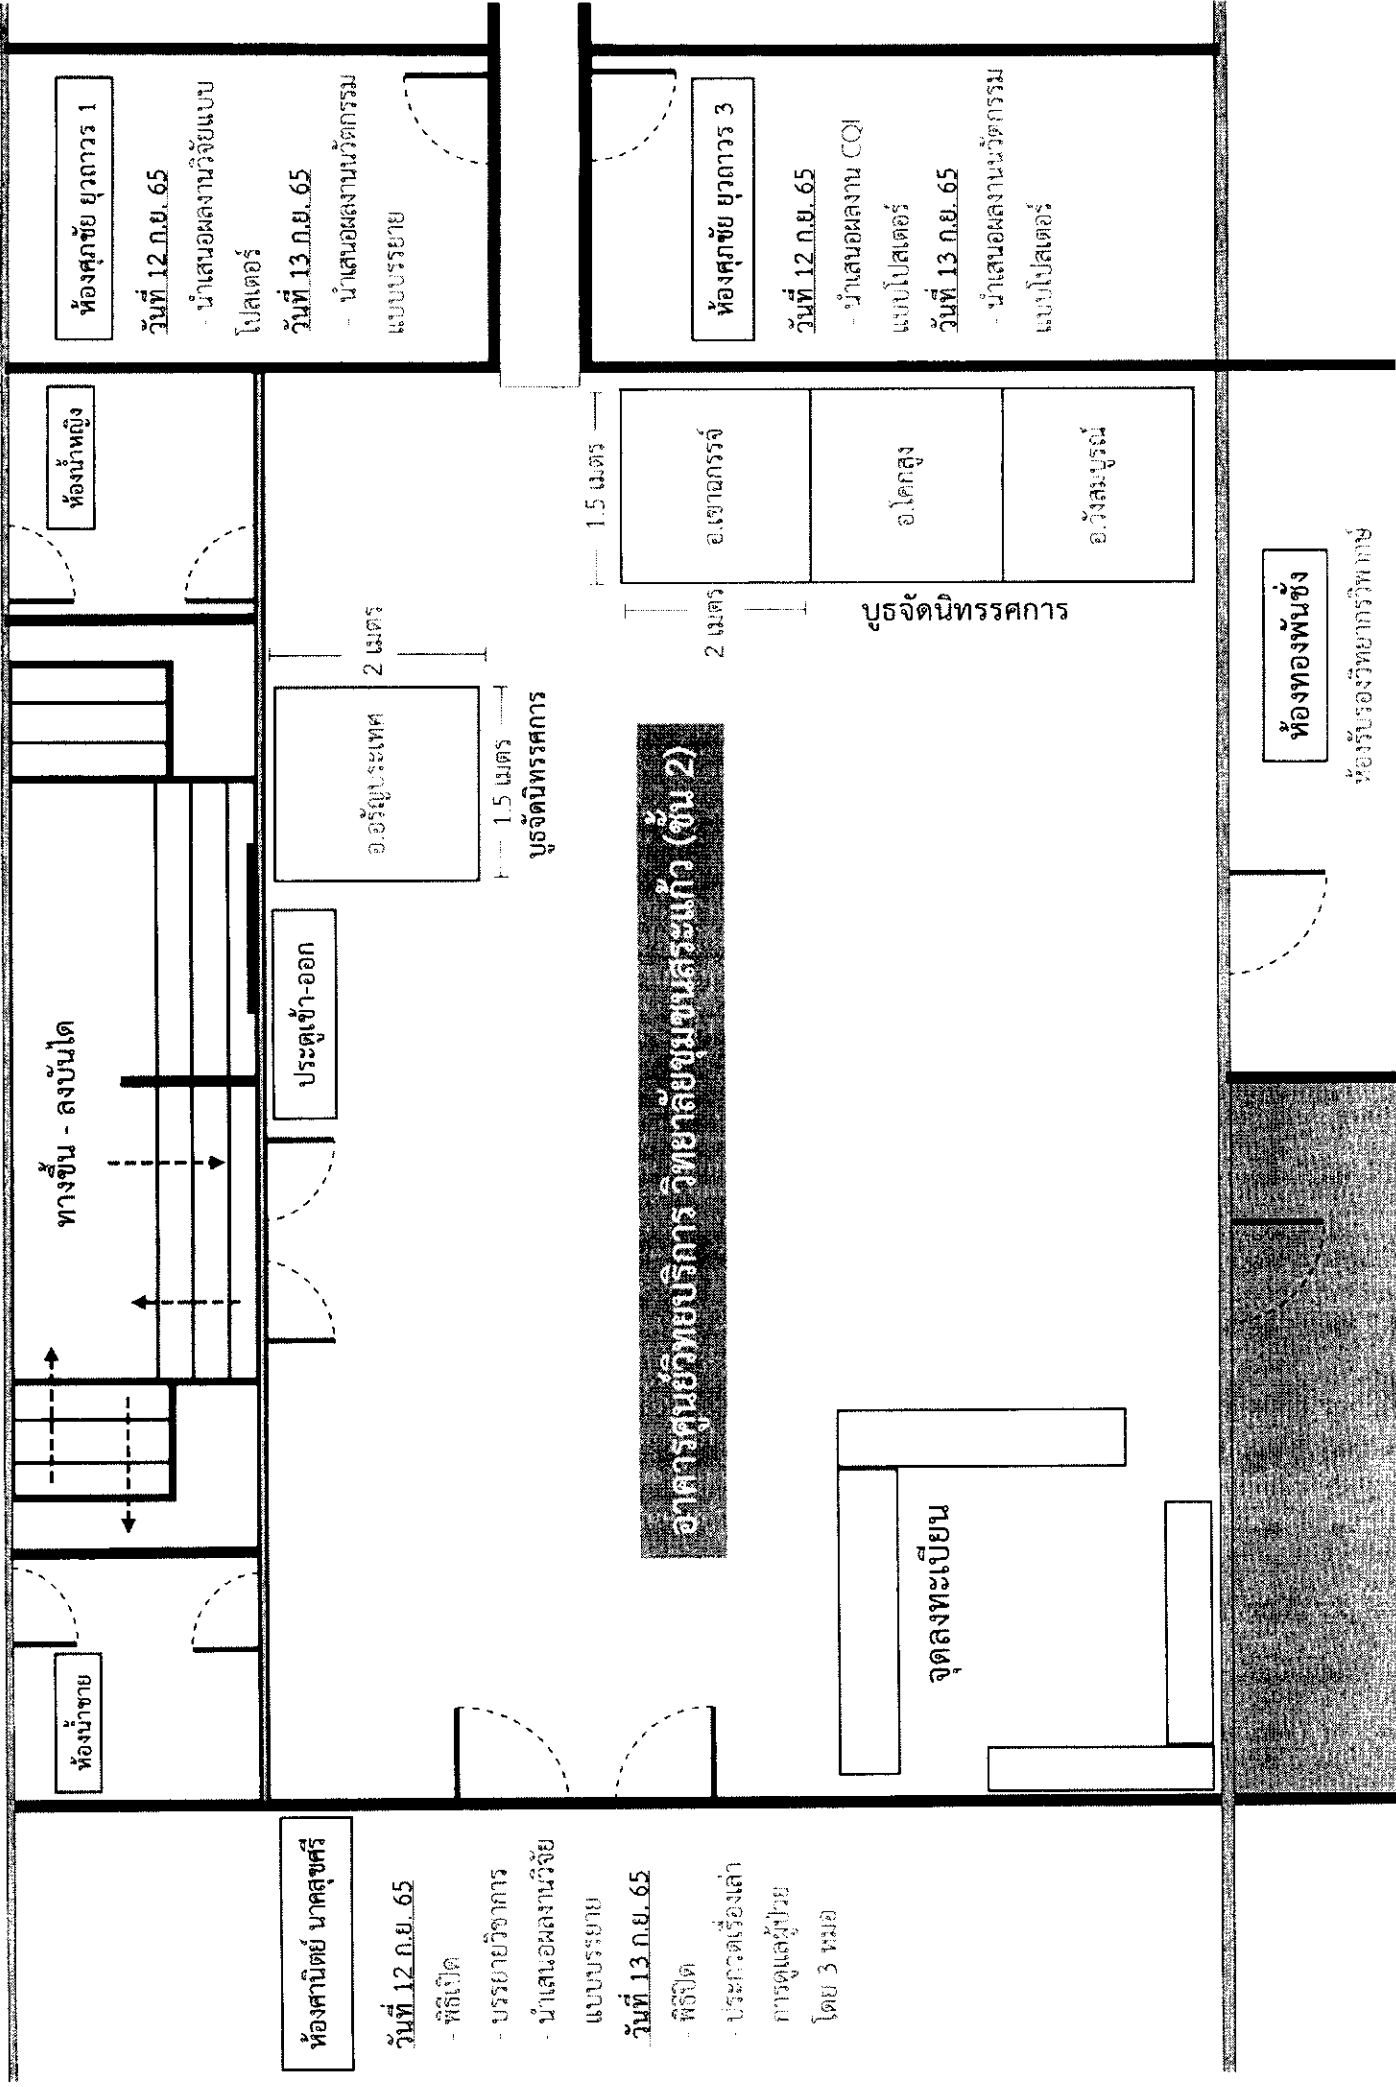 ห้องน้ำชาย
ทางขึ้น - ลงบันได
ห้องน้ำหญิง
ห้องศุภชัย ยุวถาวร 1
วันที่ 12 ก.ย. 65
- นำเสนอผลงานวิจัยแบบ
โปสเตอร์
วันที่ 13 ก.ย. 65
- นำเสนอผลงานนวัตกรรม
แบบบรรยาย
ประตูเข้า-ออก
อ.อรัญประเทศ
2 เมตร
1.5 เมตร
บูธจัดนิทรรศการ
ห้องศานิตย์ นาคสุขศรี
วันที่ 12 ก.ย. 65
- พิธีเปิด
- บรรยายวิชาการ
- นำเสนอผลงานวิจัย
แบบบรรยาย
วันที่ 13 ก.ย. 65
- พิธีปิด
- ประกวดเรื่องเล่า
การดูแลผู้ป่วย
โดย 3 หมอ
อาคารศูนย์วิทยบริการ วิทยาลัยชุมชนสระแก้ว (ชั้น 2)
1.5 เมตร
2 เมตร
อ.เขาฉกรรจ์
อ.โคกสูง
อ.วังสมบูรณ์
บูธจัดนิทรรศการ
ห้องศุภชัย ยุวถาวร 3
วันที่ 12 ก.ย. 65
- นำเสนอผลงาน CQI
แบบโปสเตอร์
วันที่ 13 ก.ย. 65
- นำเสนอผลงานนวัตกรรม
แบบโปสเตอร์
จุดลงทะเบียน
ห้องทองพันชั่ง
ห้องรับรองวิทยากรวิพากษ์